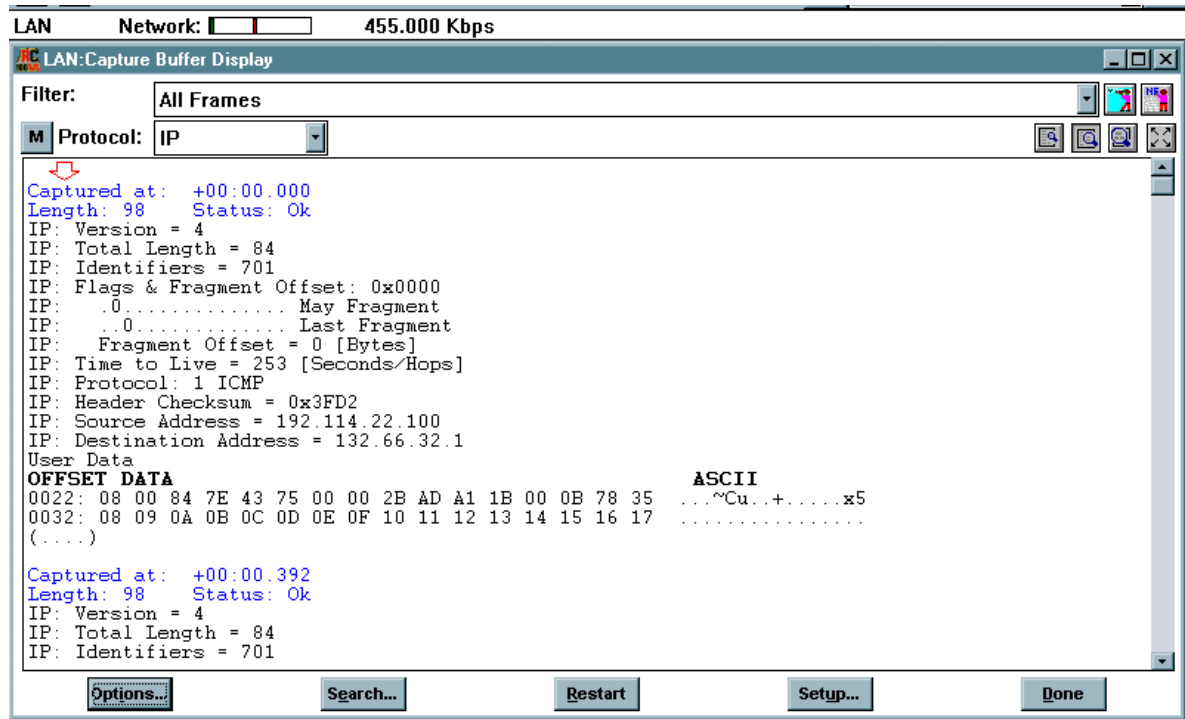 LAN Network: 455.000 Kbps
LAN:Capture Buffer Display
Filter: All Frames
M Protocol: IP
Captured at: +00:00.000
Length: 98 Status: Ok
IP: Version = 4
IP: Total Length = 84
IP: Identifiers = 701
IP: Flags & Fragment Offset: 0x0000
IP: .0.............. May Fragment
IP: ..0............. Last Fragment
IP: Fragment Offset = 0 [Bytes]
IP: Time to Live = 253 [Seconds/Hops]
IP: Protocol: 1 ICMP
IP: Header Checksum = 0x3FD2
IP: Source Address = 192.114.22.100
IP: Destination Address = 132.66.32.1
User Data
OFFSET DATA ASCII
0022: 08 00 84 7E 43 75 00 00 2B AD A1 1B 00 0B 78 35 ...~Cu..+.....x5
0032: 08 09 0A 0B 0C 0D 0E 0F 10 11 12 13 14 15 16 17 ................
(....)
Captured at: +00:00.392
Length: 98 Status: Ok
IP: Version = 4
IP: Total Length = 84
IP: Identifiers = 701
Options... Search... Restart Setup... Done